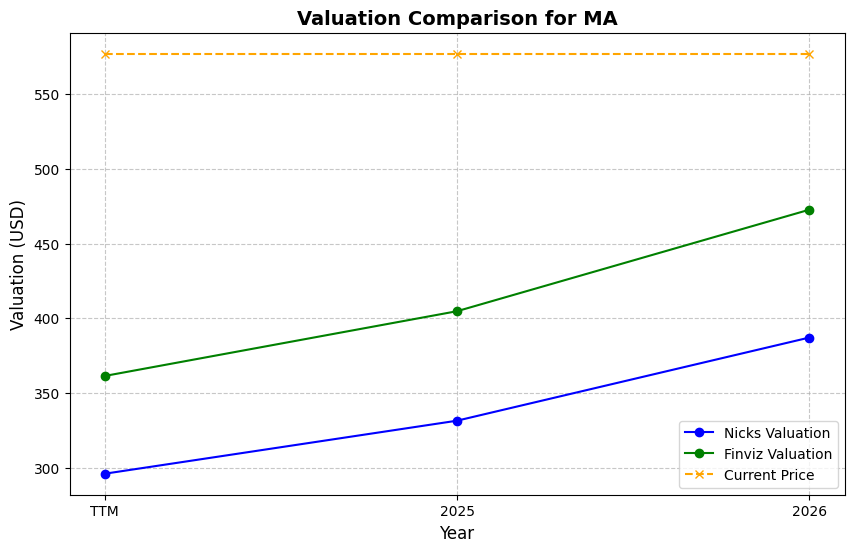 Valuation Comparison for MA
Valuation (USD)
550
500
450
400
350
300
TTM
2025
2026
Year
Nicks Valuation
Finviz Valuation
Current Price